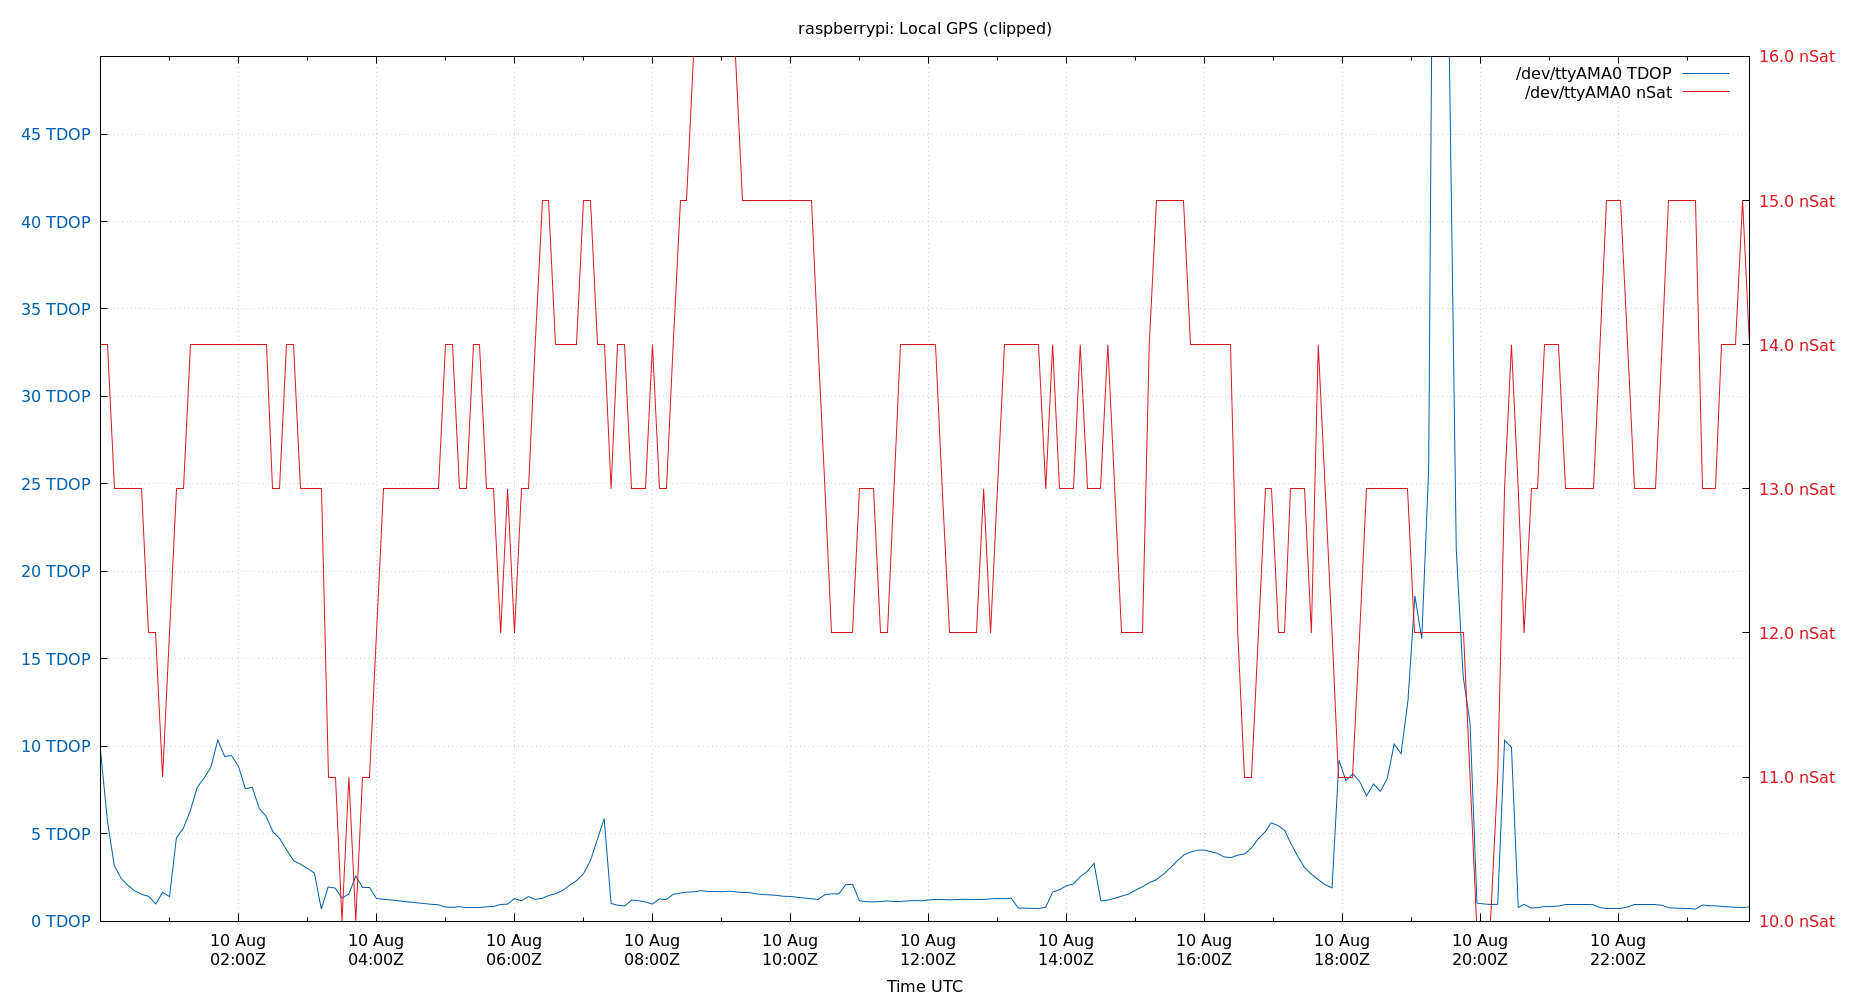 raspberrypi: Local GPS (clipped)
/dev/ttyAMA0 TDOP
/dev/ttyAMA0 nSat
45 TDOP
40 TDOP
35 TDOP
30 TDOP
25 TDOP
20 TDOP
15 TDOP
10 TDOP
5 TDOP
0 TDOP
16.0 nSat
15.0 nSat
14.0 nSat
13.0 nSat
12.0 nSat
11.0 nSat
10.0 nSat
10 Aug
02:00Z
10 Aug
04:00Z
10 Aug
06:00Z
10 Aug
08:00Z
10 Aug
10:00Z
10 Aug
12:00Z
10 Aug
14:00Z
10 Aug
16:00Z
10 Aug
18:00Z
10 Aug
20:00Z
10 Aug
22:00Z
Time UTC